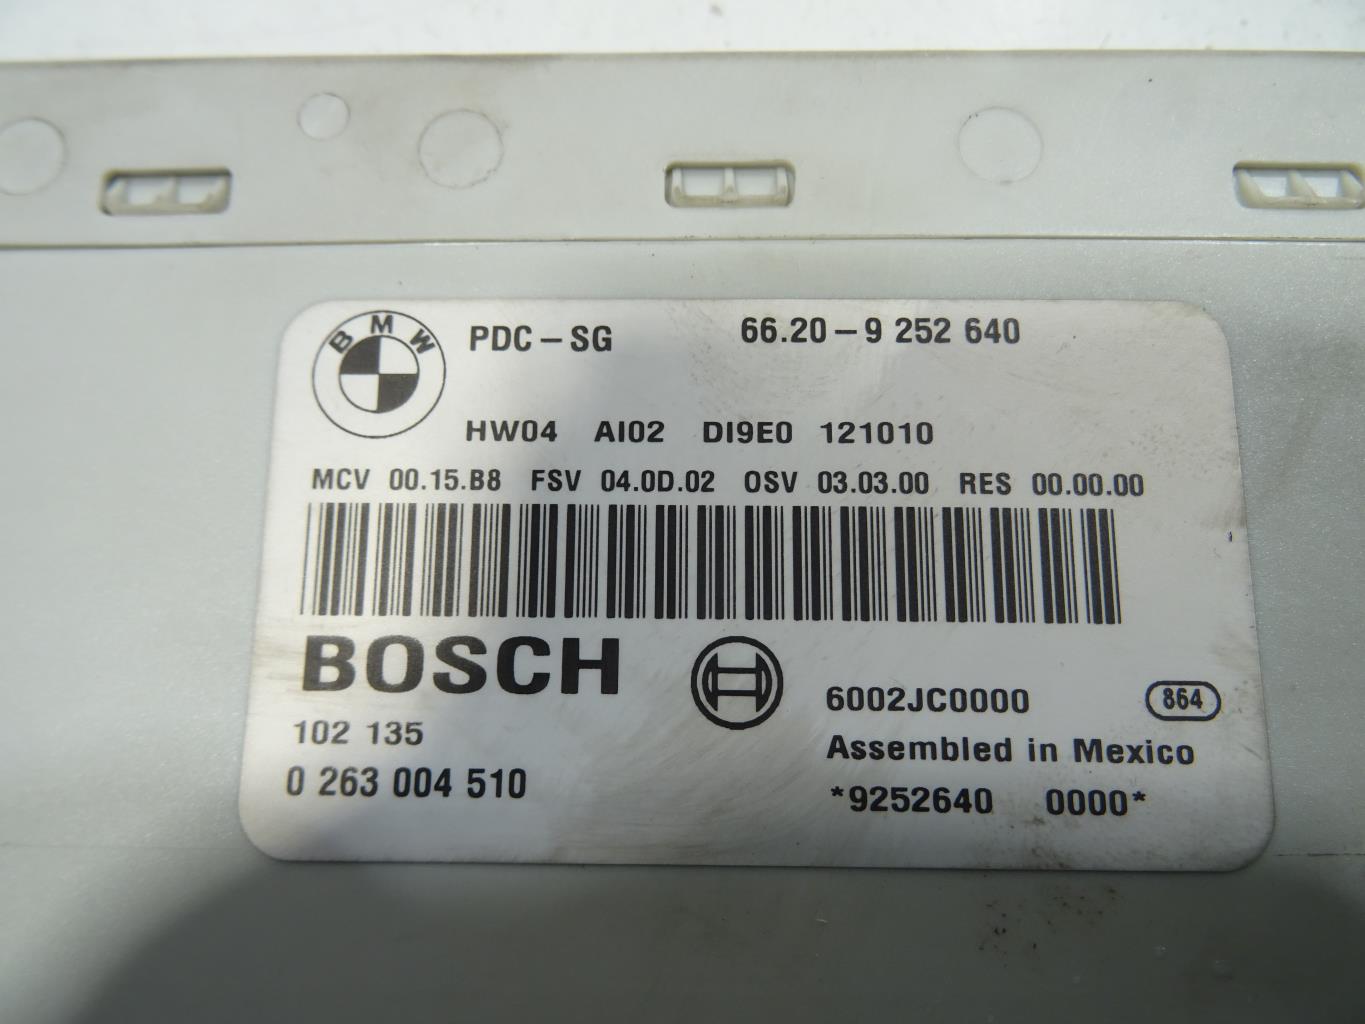 BMW PDC-SG 66.20-9 252 640
HW04 AI02 DI9E0 121010
MCV 00.15.B8 FSV 04.0D.02 OSV 03.03.00 RES 00.00.00
BOSCH
6002JC0000 864
102 135
Assembled in Mexico
0 263 004 510
*9252640 0000*